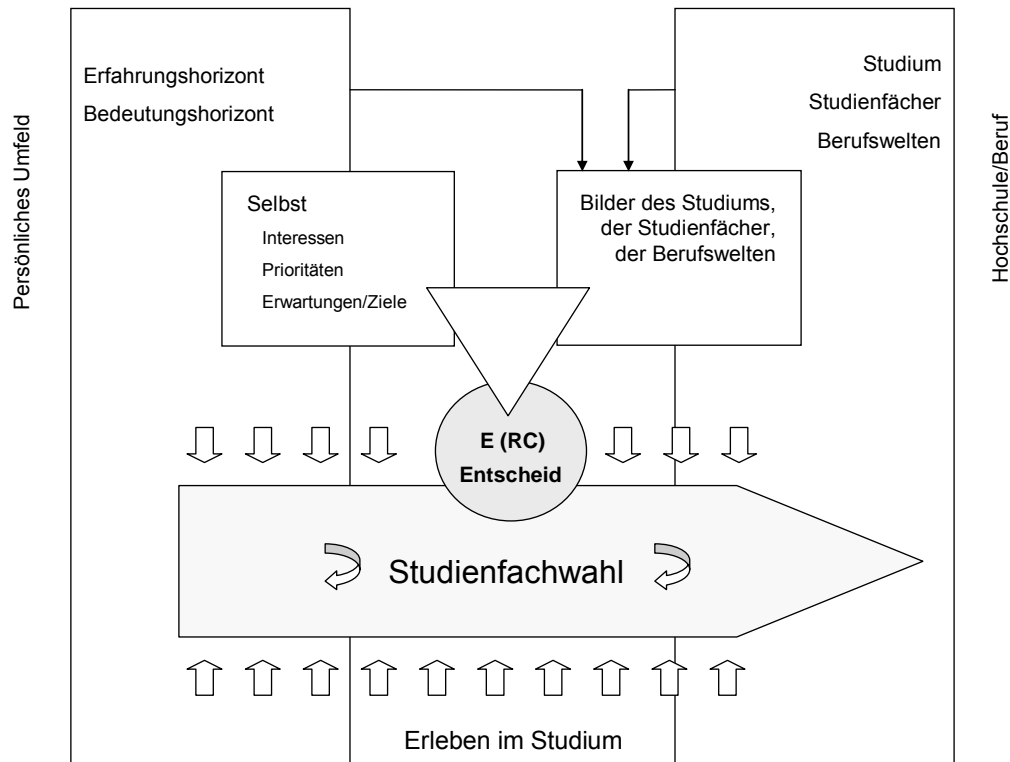 Persönliches Umfeld
Erfahrungshorizont
Bedeutungshorizont
Studium
Studienfächer
Berufswelten
Hochschule/Beruf
Selbst
Interessen
Prioritäten
Erwartungen/Ziele
Bilder des Studiums,
der Studienfächer,
der Berufswelten
E (RC)
Entscheid
Studienfachwahl
Erleben im Studium